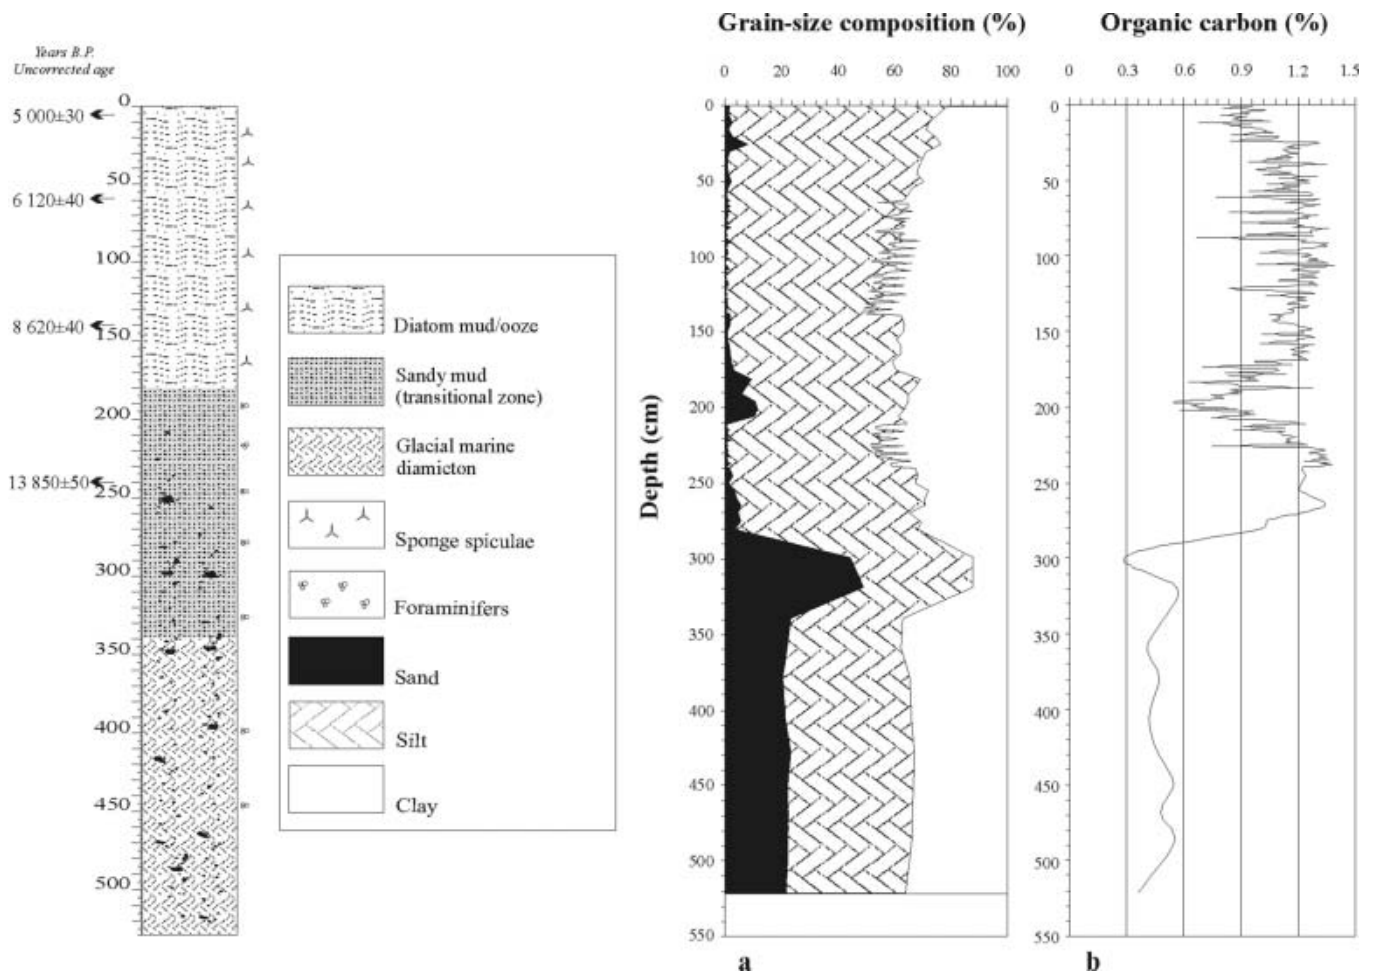 Years B.P.
Uncorrected age
5 000±30
6 120±40
8 620±40
13 850±50
0
50
100
150
200
250
300
350
400
450
500
Diatom mud/ooze
Sandy mud
(transitional zone)
Glacial marine
diamicton
Sponge spiculae
Foraminifers
Sand
Silt
Clay
Grain-size composition (%)
0 20 40 60 80 100
Depth (cm)
0
50
100
150
200
250
300
350
400
450
500
550
a
Organic carbon (%)
0 0.3 0.6 0.9 1.2 1.5
0
50
100
150
200
250
300
350
400
450
500
550
b